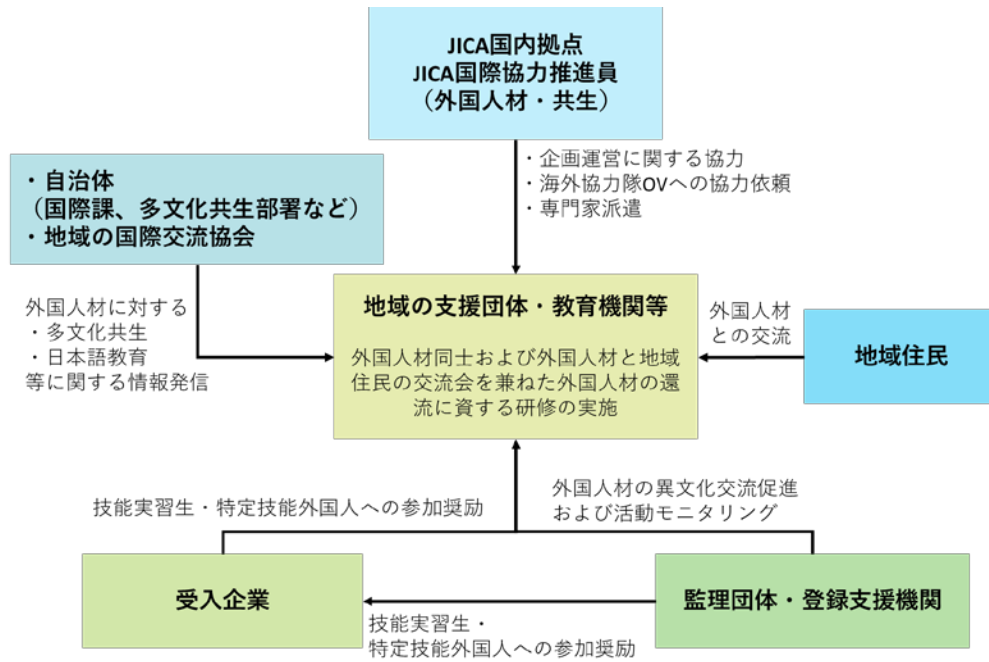 JICA国内拠点
JICA国際協力推進員
（外国人材・共生）
・企画運営に関する協力
・海外協力隊OVへの協力依頼
・専門家派遣
・自治体
（国際課、多文化共生部署など）
・地域の国際交流協会
外国人材に対する
・多文化共生
・日本語教育
等に関する情報発信
地域の支援団体・教育機関等
外国人材同士および外国人材と地域
住民の交流会を兼ねた外国人材の還
流に資する研修の実施
外国人材
との交流
地域住民
技能実習生・特定技能外国人への参加奨励
外国人材の異文化交流促進
および活動モニタリング
受入企業
監理団体・登録支援機関
技能実習生・
特定技能外国人への参加奨励